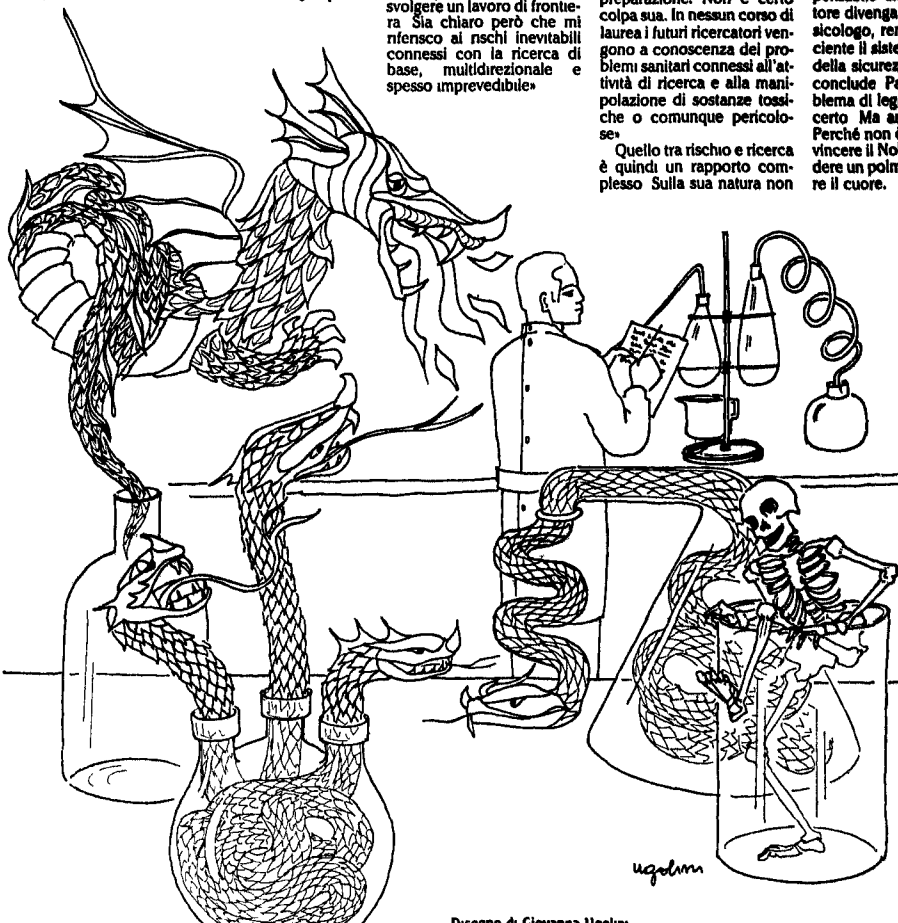 svolgere un lavoro di frontie-
ra Sia chiaro però che mi
riferisco ai rischi inevitabili
connessi con la ricerca di
base, multidirezionale e
spesso imprevedibile»
preparazione. Non è certo
colpa sua. In nessun corso di
laurea i futuri ricercatori ven-
gono a conoscenza dei pro-
blemi sanitari connessi all'at-
tività di ricerca e alla mani-
polazione di sostanze tossi-
che o comunque pericolo-
se»
Quello tra rischio e ricerca
è quindi un rapporto com-
plesso Sulla sua natura non
tore divenga
sicologo, ren
ciente il siste
della sicurez
conclude Pa
blema di leg
certo Ma au
Perché non è
vincere il No
dere un polm
re il cuore.
ugolini
Disegno di Giovanna Ugolini